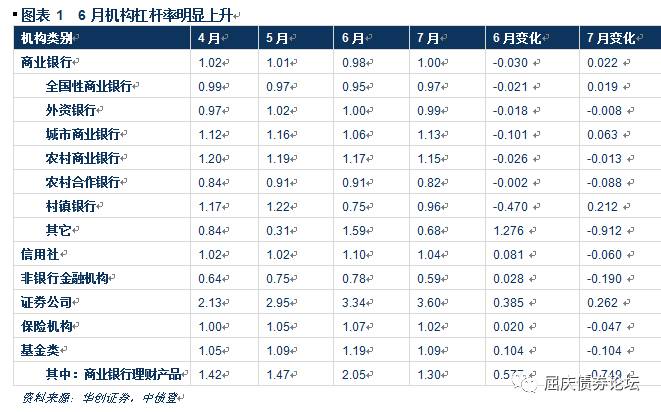 图表 1 6 月机构杠杆率明显上升
机构类别 4 月 5 月 6 月 7 月 6 月变化 7 月变化
商业银行 1.02 1.01 0.98 1.00 -0.030 0.022
全国性商业银行 0.99 0.97 0.95 0.97 -0.021 0.019
外资银行 0.97 1.02 1.00 0.99 -0.018 -0.008
城市商业银行 1.12 1.16 1.06 1.13 -0.101 0.063
农村商业银行 1.20 1.19 1.17 1.15 -0.026 -0.013
农村合作银行 0.84 0.91 0.91 0.82 -0.002 -0.088
村镇银行 1.17 1.22 0.75 0.96 -0.470 0.212
其它 0.84 0.31 1.59 0.68 1.276 -0.912
信用社 1.02 1.02 1.10 1.04 0.081 -0.060
非银行金融机构 0.64 0.75 0.78 0.59 0.028 -0.190
证券公司 2.13 2.95 3.34 3.60 0.385 0.262
保险机构 1.00 1.05 1.07 1.02 0.020 -0.047
基金类 1.05 1.09 1.19 1.09 0.104 -0.104
其中：商业银行理财产品 1.42 1.47 2.05 1.30 0.577 -0.749
屈庆债券论坛
资料来源：华创证券，中债登